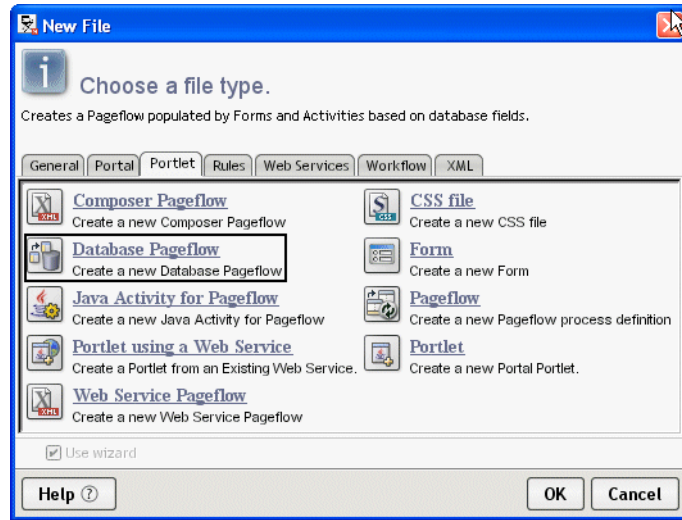 New File
i
Choose a file type.
Creates a Pageflow populated by Forms and Activities based on database fields.
General Portal Portlet Rules Web Services Workflow XML
XML
Composer Pageflow
Create a new Composer Pageflow
CSS
CSS file
Create a new CSS file
Database Pageflow
Create a new Database Pageflow
Form
Create a new Form
Java Activity for Pageflow
Create a new Java Activity for Pageflow
Pageflow
Create a new Pageflow process definition
Portlet using a Web Service
Create a Portlet from an Existing Web Service.
Portlet
Create a new Portal Portlet.
XML
Web Service Pageflow
Create a new Web Service Pageflow
Use wizard
Help ?
OK Cancel